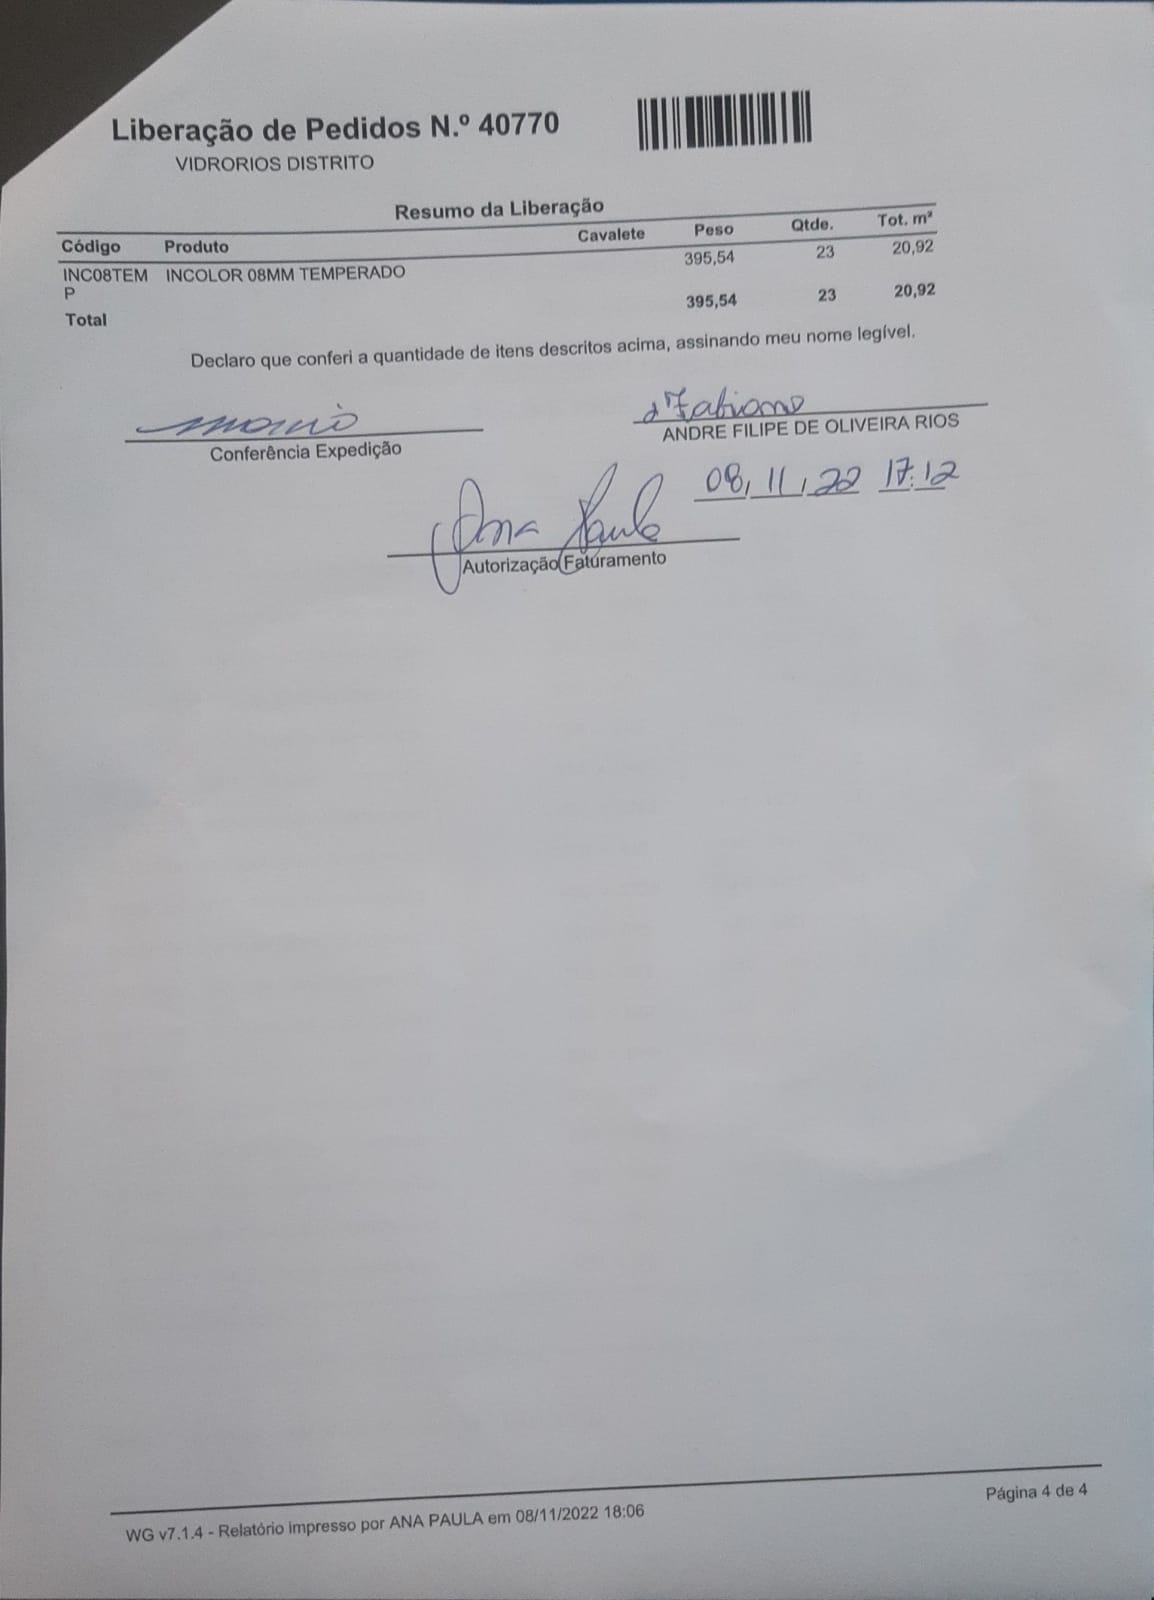 Liberação de Pedidos N.º 40770
VIDRORIOS DISTRITO
Resumo da Liberação
Código Produto Cavalete Peso Qtde. Tot. m²
INC08TEM INCOLOR 08MM TEMPERADO 395,54 23 20,92
P
Total 395,54 23 20,92
Declaro que conferi a quantidade de itens descritos acima, assinando meu nome legível.
Fabiano
Conferência Expedição ANDRE FILIPE DE OLIVEIRA RIOS
08, 11, 22 17:12
Ana Paula
Autorização Faturamento
WG v7.1.4 - Relatório impresso por ANA PAULA em 08/11/2022 18:06 Página 4 de 4